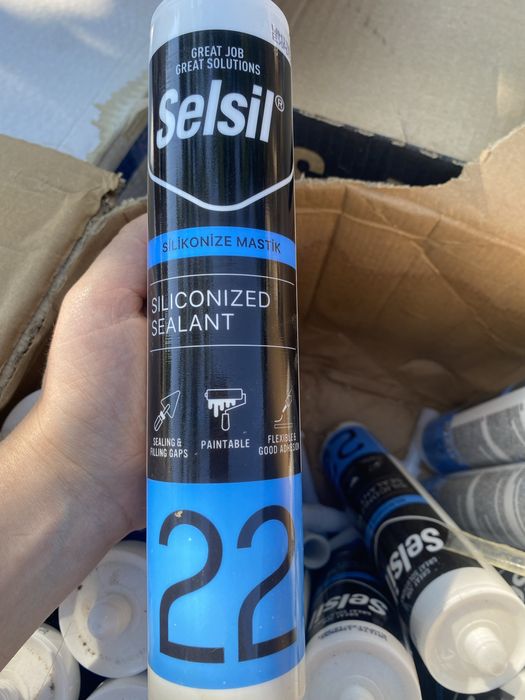 GREAT JOB
GREAT SOLUTIONS
Selsil®
SİLİKONİZE MASTİK
SILICONIZED
SEALANT
SEALING &
FILLING GAPS
PAINTABLE
FLEXIBLE &
GOOD ADHESION
22
Selsil
Selsil